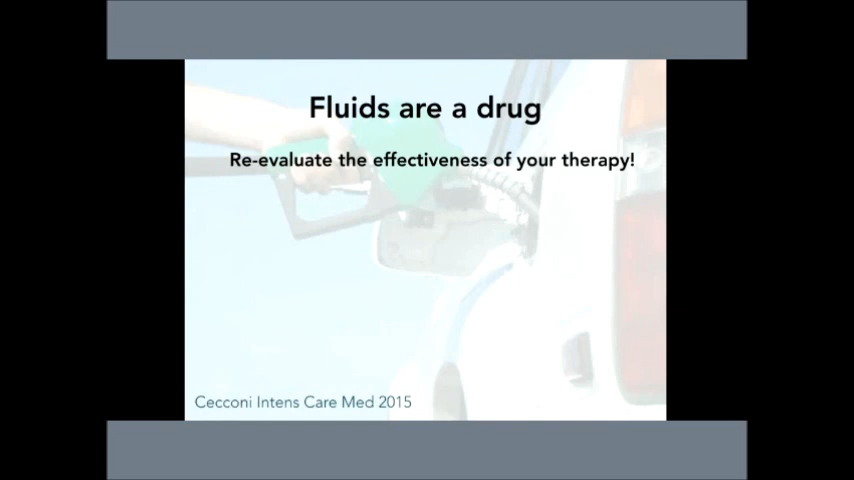 Fluids are a drug
Re-evaluate the effectiveness of your therapy!
Cecconi Intens Care Med 2015